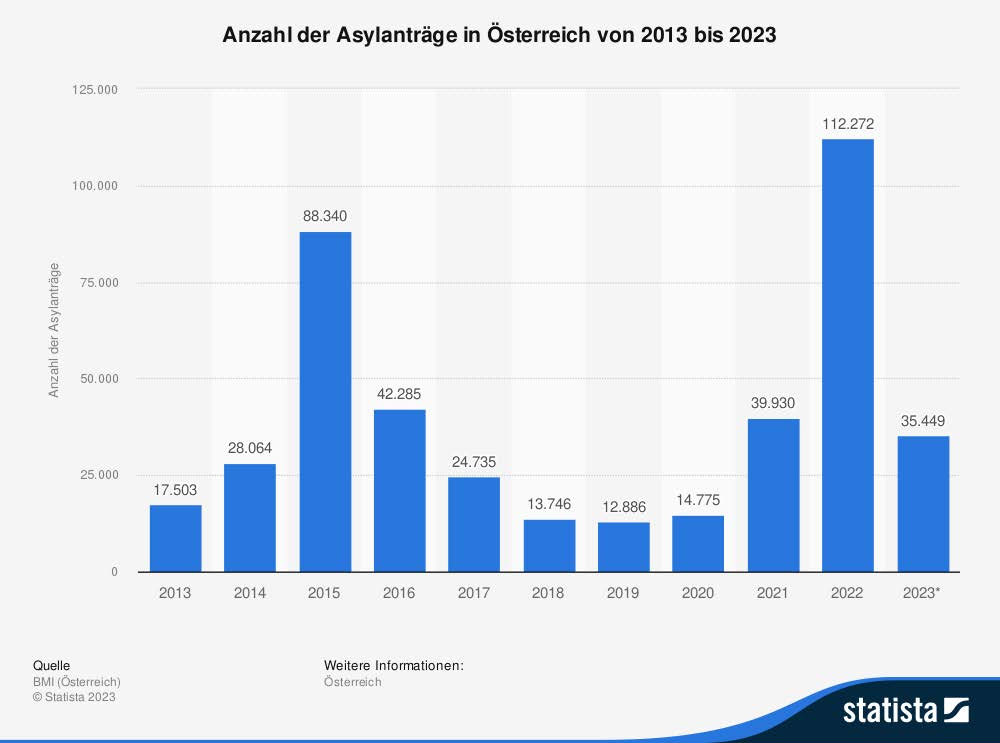 Anzahl der Asylanträge in Österreich von 2013 bis 2023
Anzahl der Asylanträge
125.000
100.000
75.000
50.000
25.000
0
17.503
28.064
88.340
42.285
24.735
13.746
12.886
14.775
39.930
112.272
35.449
2013 2014 2015 2016 2017 2018 2019 2020 2021 2022 2023*
Quelle
BMI (Österreich)
© Statista 2023
Weitere Informationen:
Österreich
statista